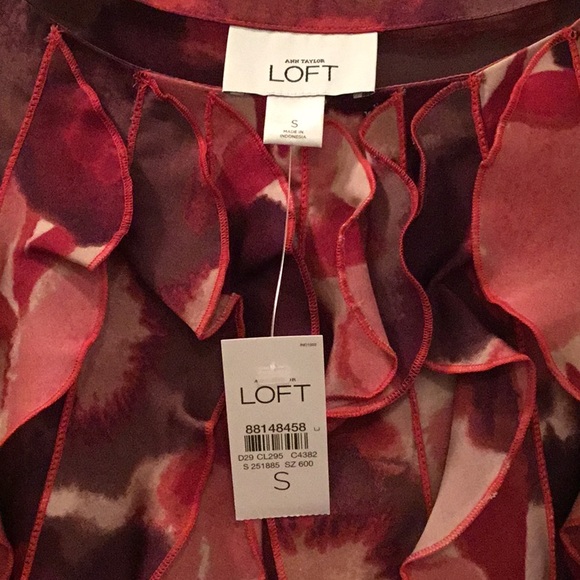 ANN TAYLOR
LOFT
S
MADE IN
INDONESIA
LOFT
88148458
D29 CL295 C4382
S 251885 SZ 600
S